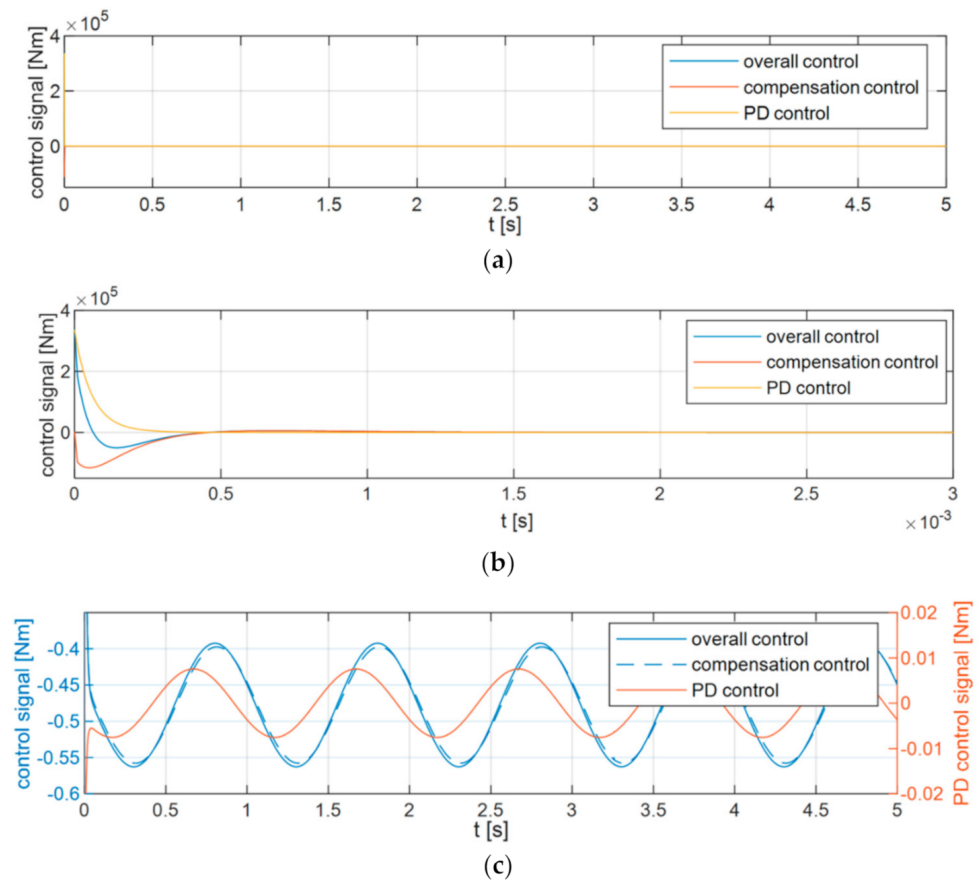 × 10^5
control signal [Nm]
4
2
0
overall control
compensation control
PD control
0 0.5 1 1.5 2 2.5 3 3.5 4 4.5 5
t [s]
(a)
× 10^5
control signal [Nm]
4
2
0
overall control
compensation control
PD control
0 0.5 1 1.5 2 2.5 3
t [s]
× 10^-3
(b)
control signal [Nm]
-0.4
-0.45
-0.5
-0.55
-0.6
overall control
compensation control
PD control
0.02
0.01
0
-0.01
-0.02
PD control signal [Nm]
0 0.5 1 1.5 2 2.5 3 3.5 4 4.5 5
t [s]
(c)